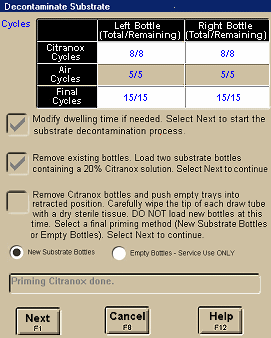 Decontaminate Substrate
Cycles
Left Bottle Right Bottle
(Total/Remaining) (Total/Remaining)
Citranox Cycles 8/8 8/8
Air Cycles 5/5 5/5
Final Cycles 15/15 15/15
Modify dwelling time if needed. Select Next to start the
substrate decontamination process.
Remove existing bottles. Load two substrate bottles
containing a 20% Citranox solution. Select Next to continue
Remove Citranox bottles and push empty trays into
retracted position. Carefully wipe the tip of each draw tube
with a dry sterile tissue. DO NOT load new bottles at this
time. Select a final priming method (New Substrate Bottles
or Empty Bottles). Select Next to continue.
New Substrate Bottles Empty Bottles - Service Use ONLY
Priming Citranox done.
Next Cancel Help
F1 F8 F12